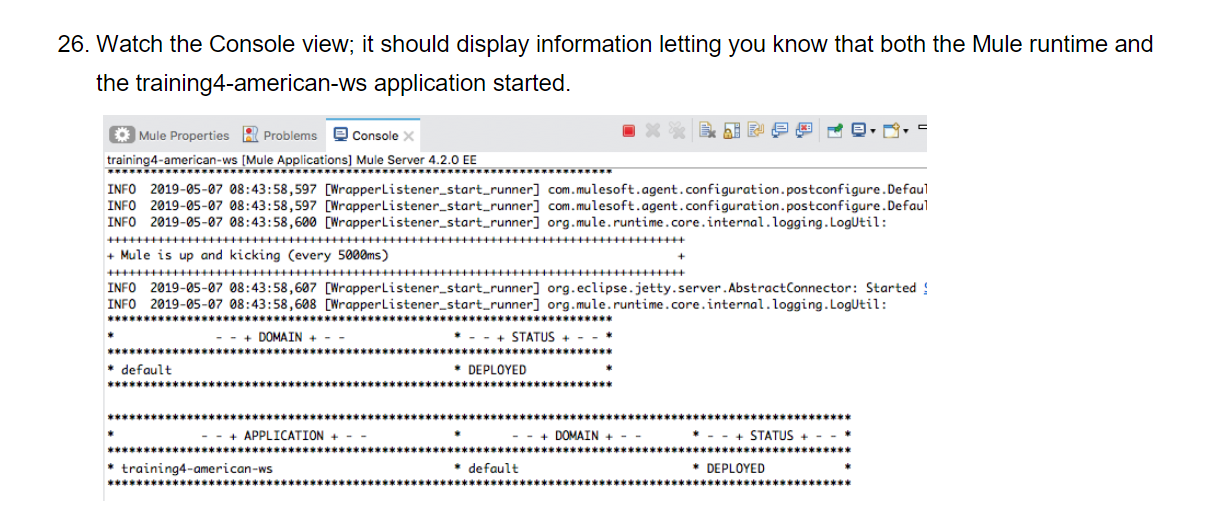 26. Watch the Console view; it should display information letting you know that both the Mule runtime and
the training4-american-ws application started.
Mule Properties Problems Console
training4-american-ws [Mule Applications] Mule Server 4.2.0 EE
**********************************************************************
INFO 2019-05-07 08:43:58,597 [WrapperListener_start_runner] com.mulesoft.agent.configuration.postconfigure.Defaul
INFO 2019-05-07 08:43:58,597 [WrapperListener_start_runner] com.mulesoft.agent.configuration.postconfigure.Defaul
INFO 2019-05-07 08:43:58,600 [WrapperListener_start_runner] org.mule.runtime.core.internal.logging.LogUtil:
++++++++++++++++++++++++++++++++++++++++++++++++++++++++++++++++++++++++++++++++
+ Mule is up and kicking (every 5000ms) +
++++++++++++++++++++++++++++++++++++++++++++++++++++++++++++++++++++++++++++++++
INFO 2019-05-07 08:43:58,607 [WrapperListener_start_runner] org.eclipse.jetty.server.AbstractConnector: Started
INFO 2019-05-07 08:43:58,608 [WrapperListener_start_runner] org.mule.runtime.core.internal.logging.LogUtil:
**********************************************************************
* - - + DOMAIN + - - * - - + STATUS + - - *
**********************************************************************
* default * DEPLOYED *
**********************************************************************
*******************************************************************************************************
* - - + APPLICATION + - - * - - + DOMAIN + - - * - - + STATUS + - - *
*******************************************************************************************************
* training4-american-ws * default * DEPLOYED *
*******************************************************************************************************